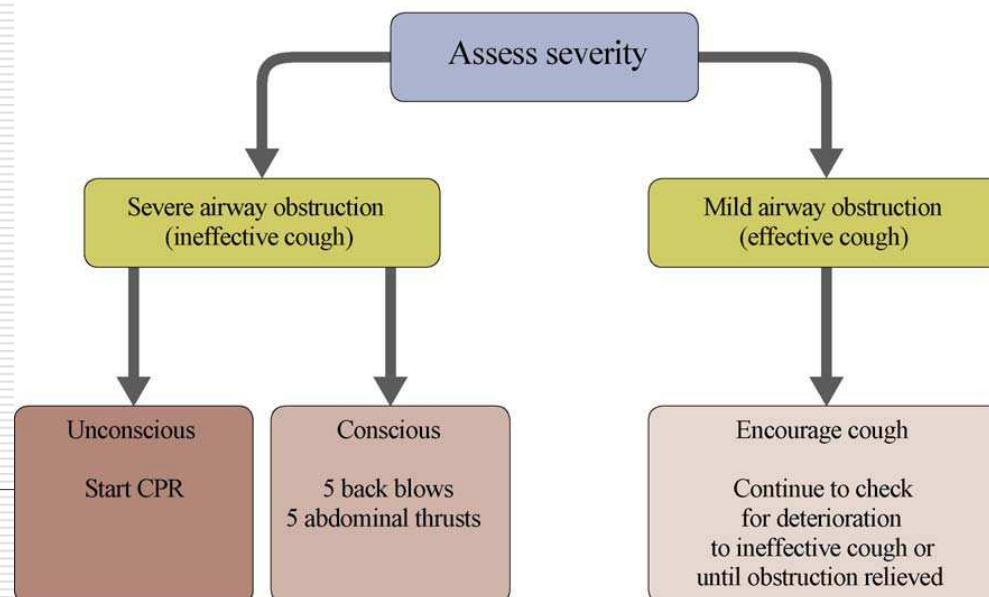 Assess severity
Severe airway obstruction
(ineffective cough)
Mild airway obstruction
(effective cough)
Unconscious
Start CPR
Conscious
5 back blows
5 abdominal thrusts
Encourage cough
Continue to check
for deterioration
to ineffective cough or
until obstruction relieved